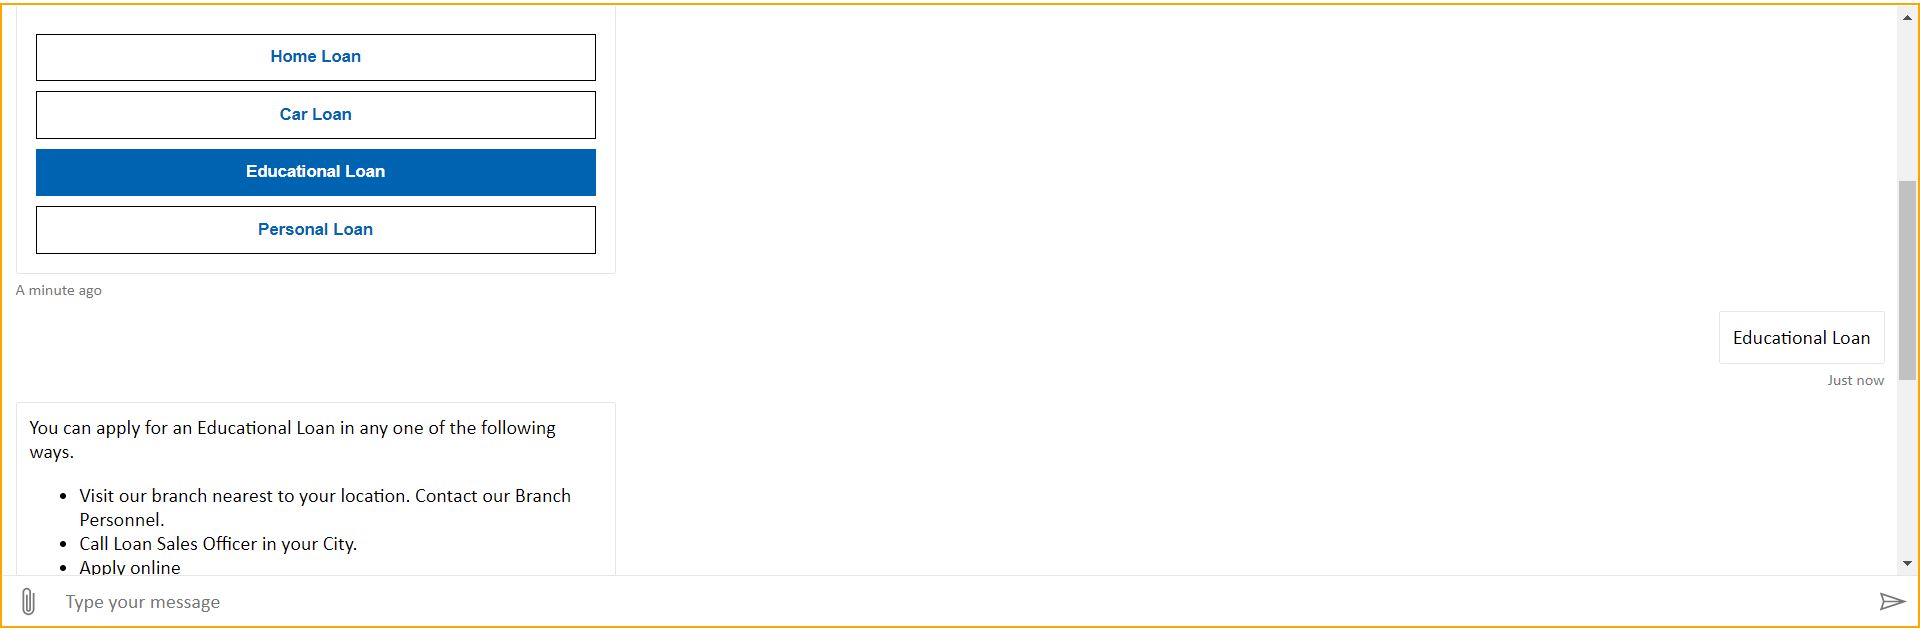 Home Loan
Car Loan
Educational Loan
Personal Loan
A minute ago
Educational Loan
Just now
You can apply for an Educational Loan in any one of the following
ways.
• Visit our branch nearest to your location. Contact our Branch
Personnel.
• Call Loan Sales Officer in your City.
• Apply online
Type your message